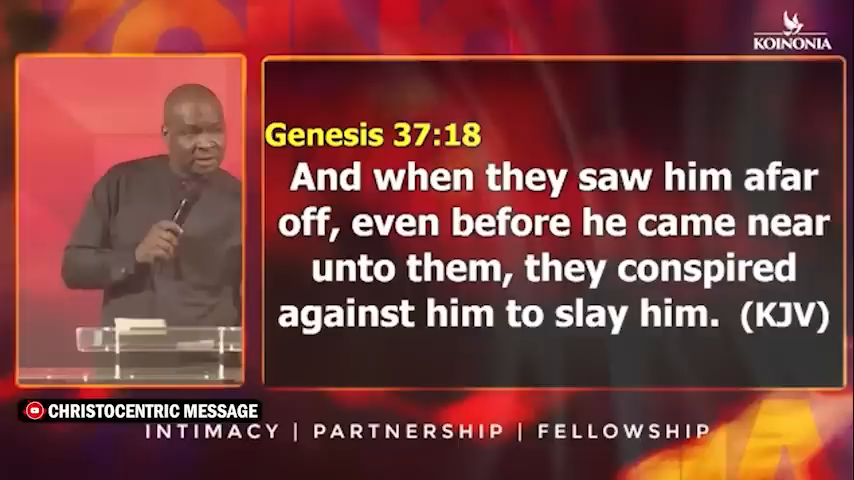 KOINONIA
Genesis 37:18
And when they saw him afar
off, even before he came near
unto them, they conspired
against him to slay him. (KJV)
CHRISTOCENTRIC MESSAGE
INTIMACY | PARTNERSHIP | FELLOWSHIP